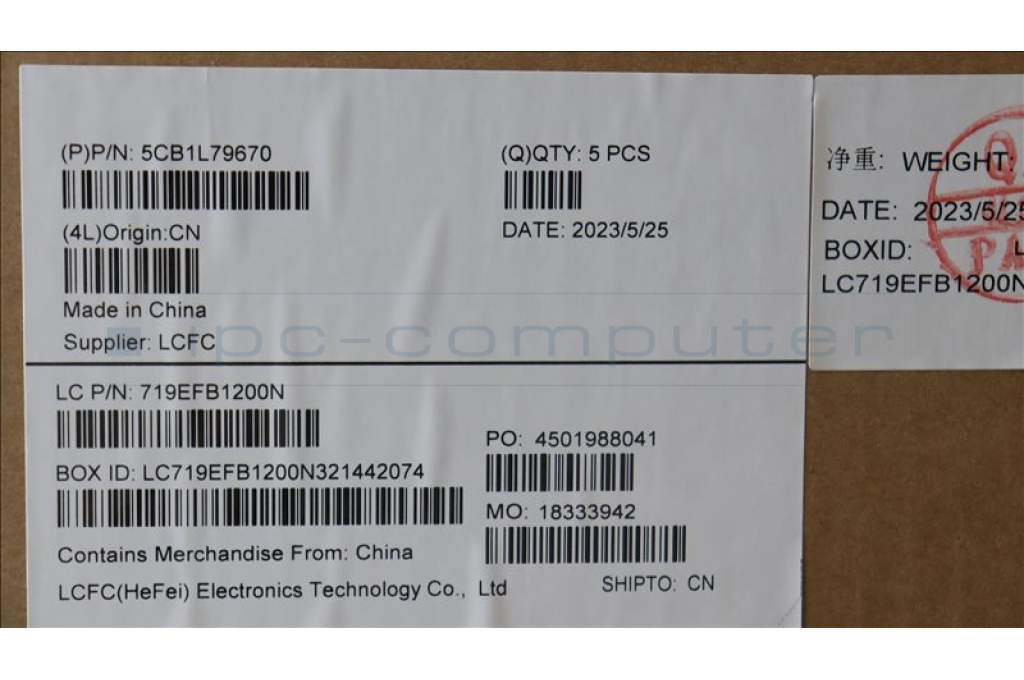 (P)P/N: 5CB1L79670
(Q)QTY: 5 PCS
(4L)Origin:CN
DATE: 2023/5/25
Made in China
Supplier: LCFC
LC P/N: 719EFB1200N
PO: 4501988041
BOX ID: LC719EFB1200N321442074
MO: 18333942
Contains Merchandise From: China
LCFC(HeFei) Electronics Technology Co., Ltd
SHIPTO: CN
净重: WEIGHT:
DATE: 2023/5/25
BOXID:
LC719EFB1200N
ipc-computer